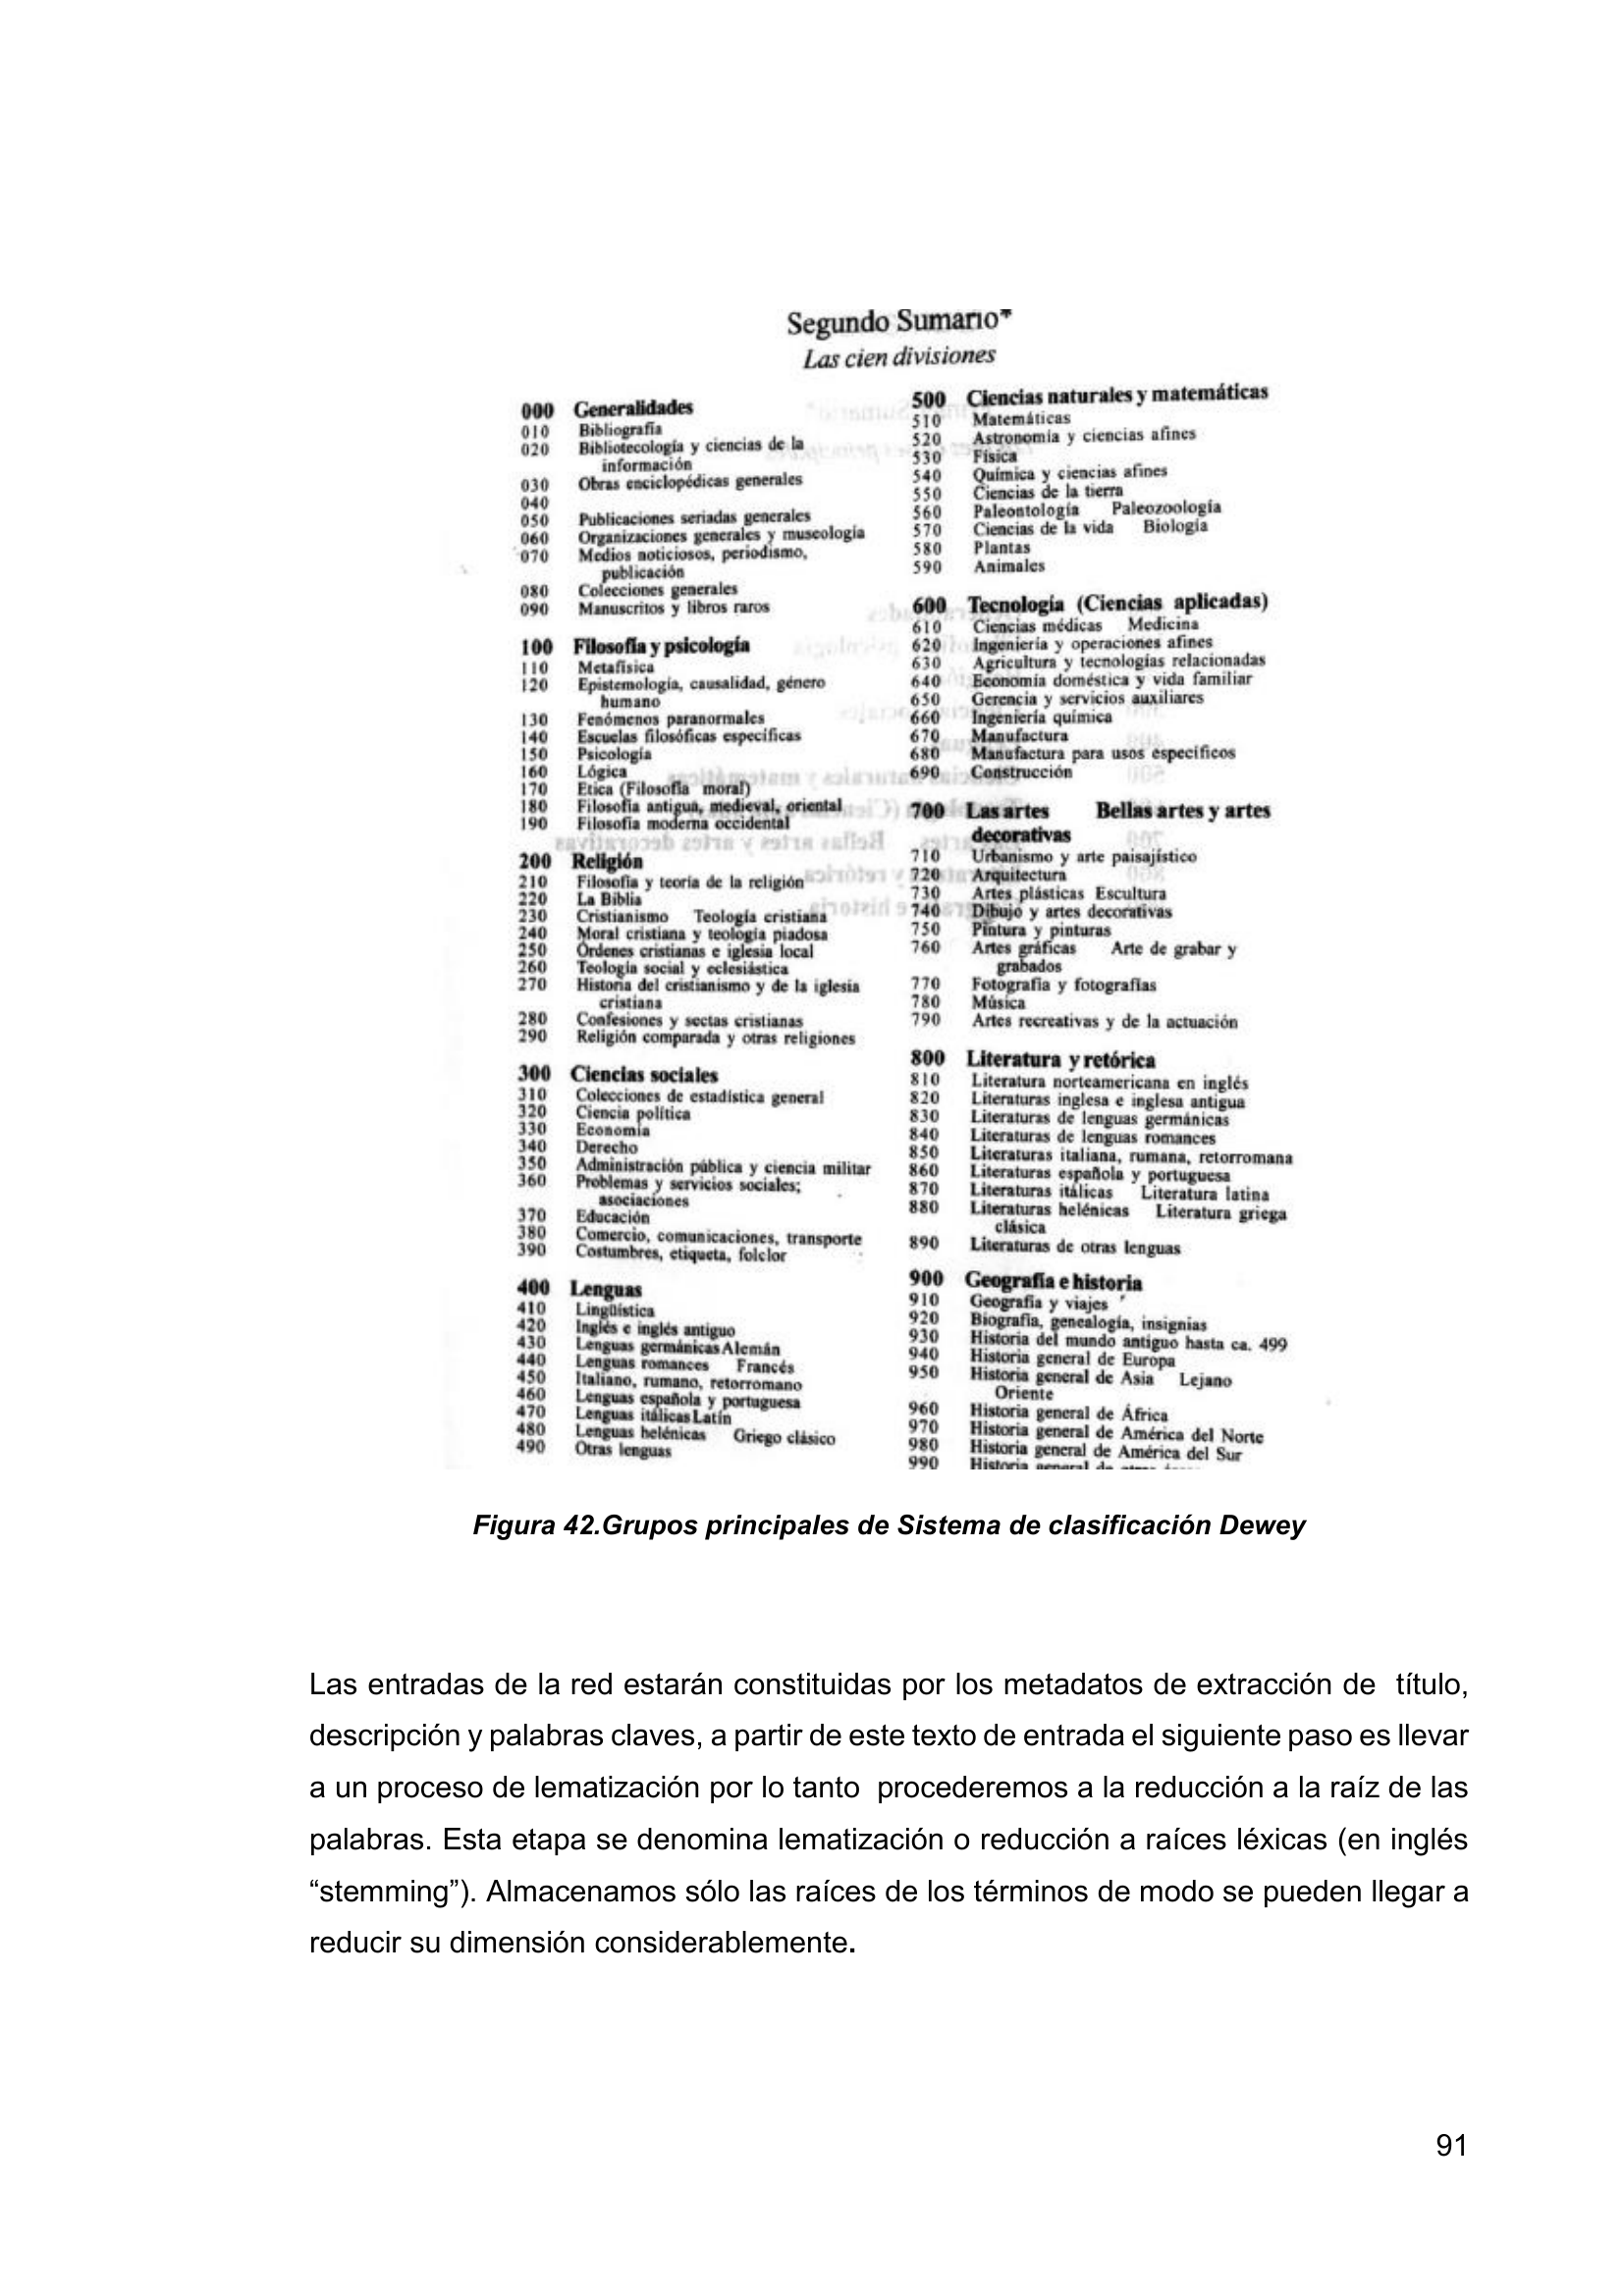 Segundo Sumario*
Las cien divisiones
000 Generalidades
010 Bibliografía
020 Bibliotecología y ciencias de la
información
030 Obras enciclopédicas generales
040
050 Publicaciones seriadas generales
060 Organizaciones generales y museología
070 Medios noticiosos, periodismo,
publicación
080 Colecciones generales
090 Manuscritos y libros raros
100 Filosofía y psicología
110 Metafísica
120 Epistemología, causalidad, género
humano
130 Fenómenos paranormales
140 Escuelas filosóficas específicas
150 Psicología
160 Lógica
170 Etica (Filosofía moral)
180 Filosofía antigua, medieval, oriental
190 Filosofía moderna occidental
200 Religión
210 Filosofía y teoría de la religión
220 La Biblia
230 Cristianismo Teología cristiana
240 Moral cristiana y teología piadosa
250 Ordenes cristianas e iglesia local
260 Teología social y eclesiástica
270 Historia del cristianismo y de la iglesia
cristiana
280 Confesiones y sectas cristianas
290 Religión comparada y otras religiones
300 Ciencias sociales
310 Colecciones de estadística general
320 Ciencia política
330 Economía
340 Derecho
350 Administración pública y ciencia militar
360 Problemas y servicios sociales;
asociaciones
370 Educación
380 Comercio, comunicaciones, transporte
390 Costumbres, etiqueta, folclor
400 Lenguas
410 Lingüística
420 Inglés e inglés antiguo
430 Lenguas germánicas Alemán
440 Lenguas romances Francés
450 Italiano, rumano, retorromano
460 Lenguas española y portuguesa
470 Lenguas itálicas Latín
480 Lenguas helénicas Griego clásico
490 Otras lenguas
500 Ciencias naturales y matemáticas
510 Matemáticas
520 Astronomía y ciencias afines
530 Física
540 Química y ciencias afines
550 Ciencias de la tierra
560 Paleontología Paleozoología
570 Ciencias de la vida Biología
580 Plantas
590 Animales
600 Tecnología (Ciencias aplicadas)
610 Ciencias médicas Medicina
620 Ingeniería y operaciones afines
630 Agricultura y tecnologías relacionadas
640 Economía doméstica y vida familiar
650 Gerencia y servicios auxiliares
660 Ingeniería química
670 Manufactura
680 Manufactura para usos específicos
690 Construcción
700 Las artes Bellas artes y artes
decorativas
710 Urbanismo y arte paisajístico
720 Arquitectura
730 Artes plásticas Escultura
740 Dibujo y artes decorativas
750 Pintura y pinturas
760 Artes gráficas Arte de grabar y
grabados
770 Fotografía y fotografías
780 Música
790 Artes recreativas y de la actuación
800 Literatura y retórica
810 Literatura norteamericana en inglés
820 Literaturas inglesa e inglesa antigua
830 Literaturas de lenguas germánicas
840 Literaturas de lenguas romances
850 Literaturas italiana, rumana, retorromana
860 Literaturas española y portuguesa
870 Literaturas itálicas Literatura latina
880 Literaturas helénicas Literatura griega
clásica
890 Literaturas de otras lenguas
900 Geografía e historia
910 Geografía y viajes
920 Biografía, genealogía, insignias
930 Historia del mundo antiguo hasta ca. 499
940 Historia general de Europa
950 Historia general de Asia Lejano
Oriente
960 Historia general de África
970 Historia general de América del Norte
980 Historia general de América del Sur
990 Historia general de
Figura 42.Grupos principales de Sistema de clasificación Dewey
Las entradas de la red estarán constituidas por los metadatos de extracción de título,
descripción y palabras claves, a partir de este texto de entrada el siguiente paso es llevar
a un proceso de lematización por lo tanto procederemos a la reducción a la raíz de las
palabras. Esta etapa se denomina lematización o reducción a raíces léxicas (en inglés
“stemming”). Almacenamos sólo las raíces de los términos de modo se pueden llegar a
reducir su dimensión considerablemente.
91